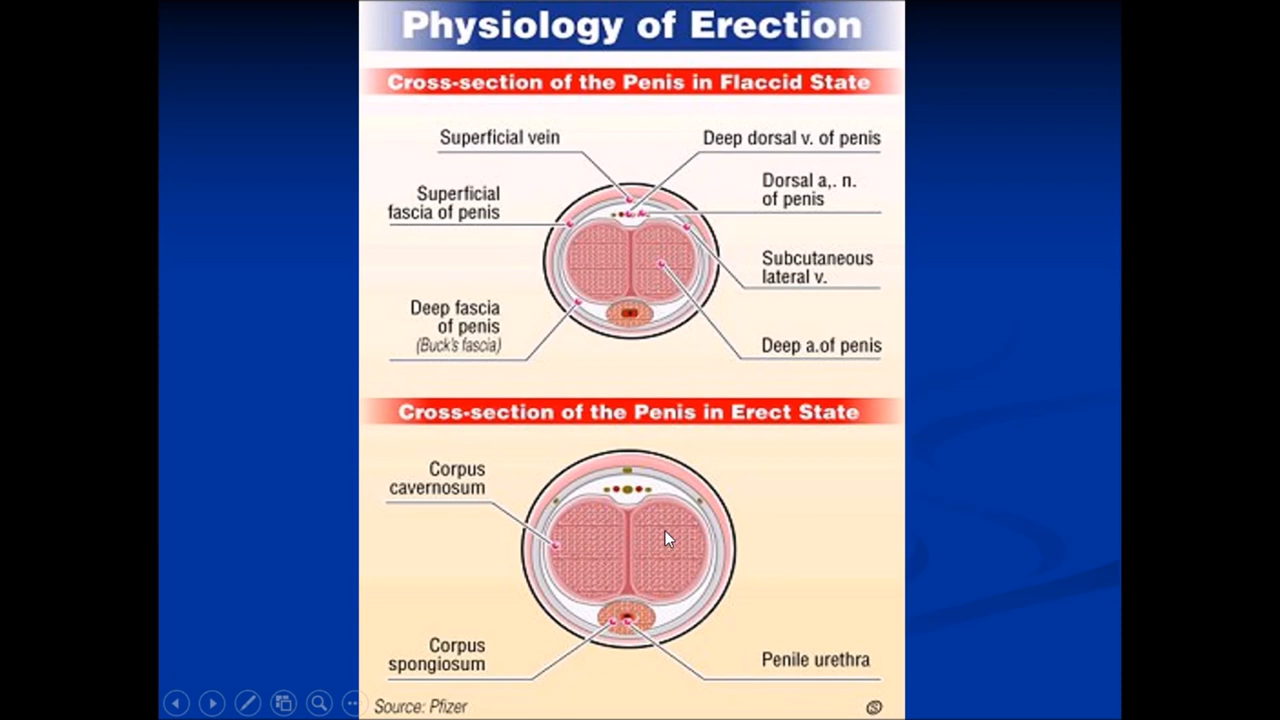 Physiology of Erection
Cross-section of the Penis in Flaccid State
Superficial vein
Deep dorsal v. of penis
Superficial
fascia of penis
Dorsal a,. n.
of penis
Subcutaneous
lateral v.
Deep fascia
of penis
(Buck's fascia)
Deep a.of penis
Cross-section of the Penis in Erect State
Corpus
cavernosum
Corpus
spongiosum
Penile urethra
Source: Pfizer
S